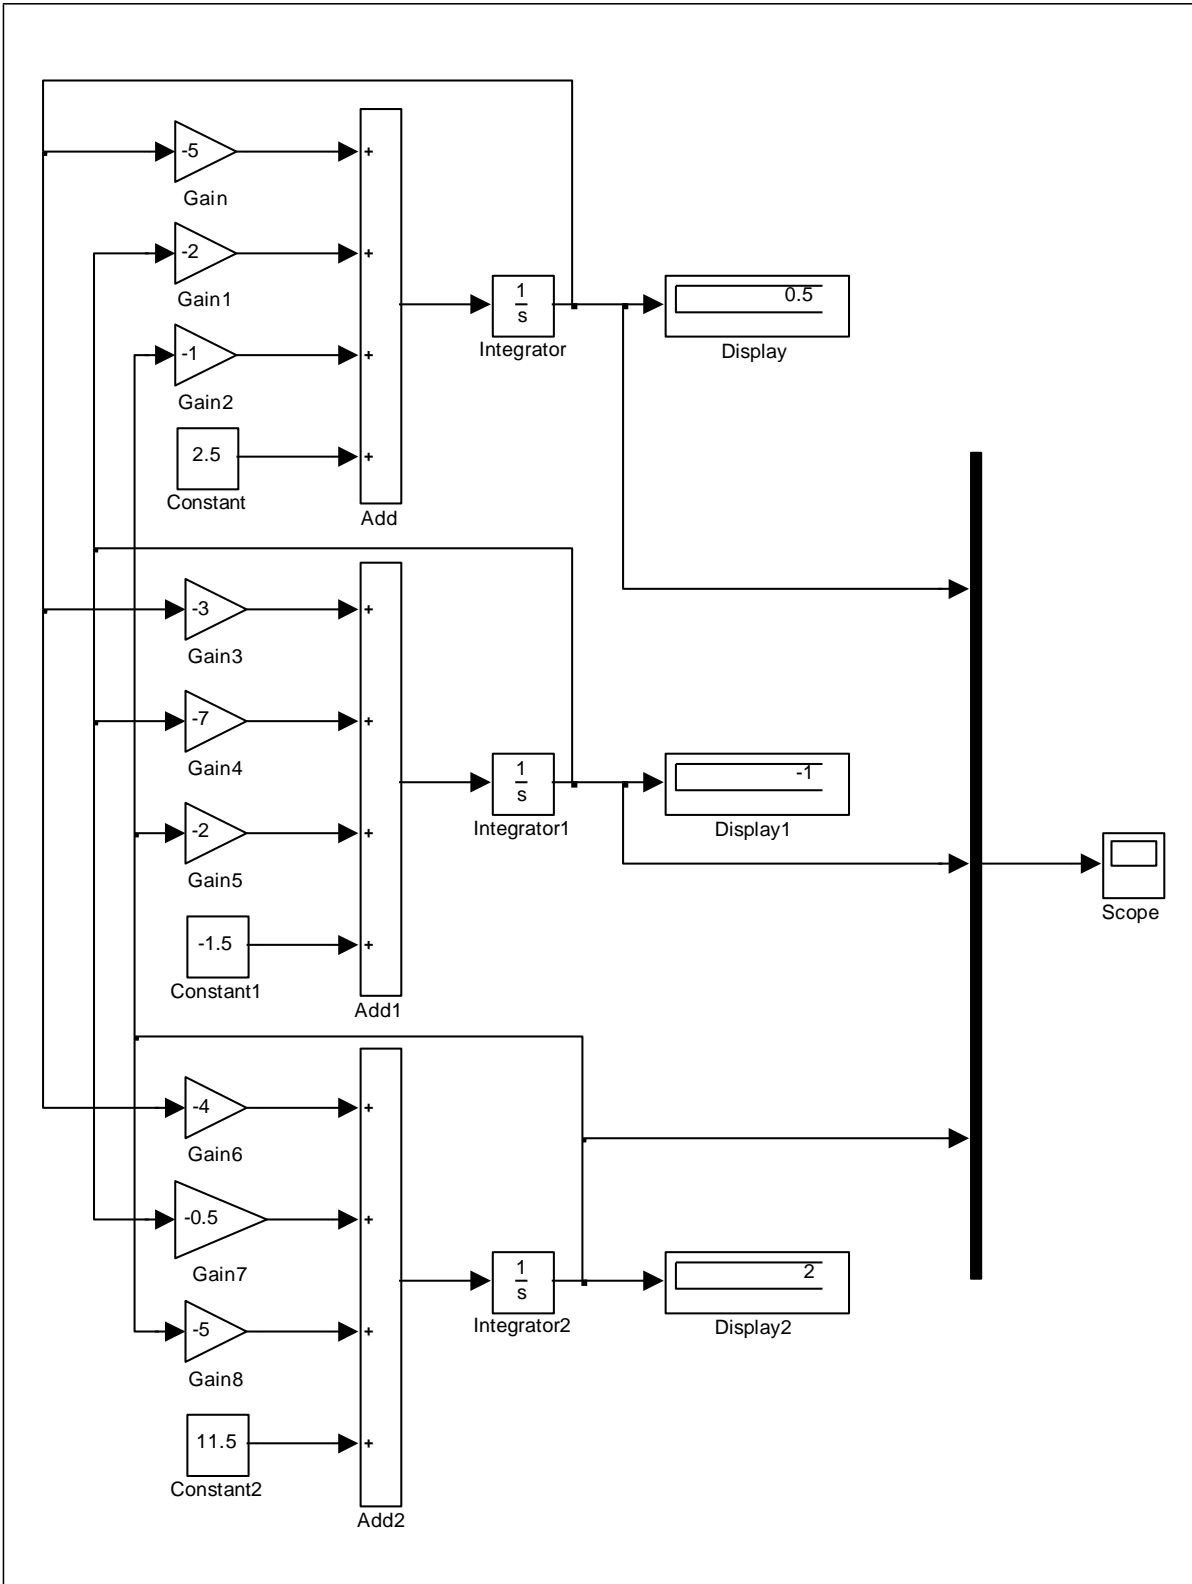 -5
+
Gain
-2
+
Gain1
1
s
0.5
Integrator
Display
-1
+
Gain2
2.5
+
Constant
Add
-3
+
Gain3
-7
+
Gain4
1
s
-1
Integrator1
Display1
-2
+
Gain5
Scope
-1.5
+
Constant1
Add1
-4
+
Gain6
-0.5
+
Gain7
1
s
2
Integrator2
Display2
-5
+
Gain8
11.5
+
Constant2
Add2